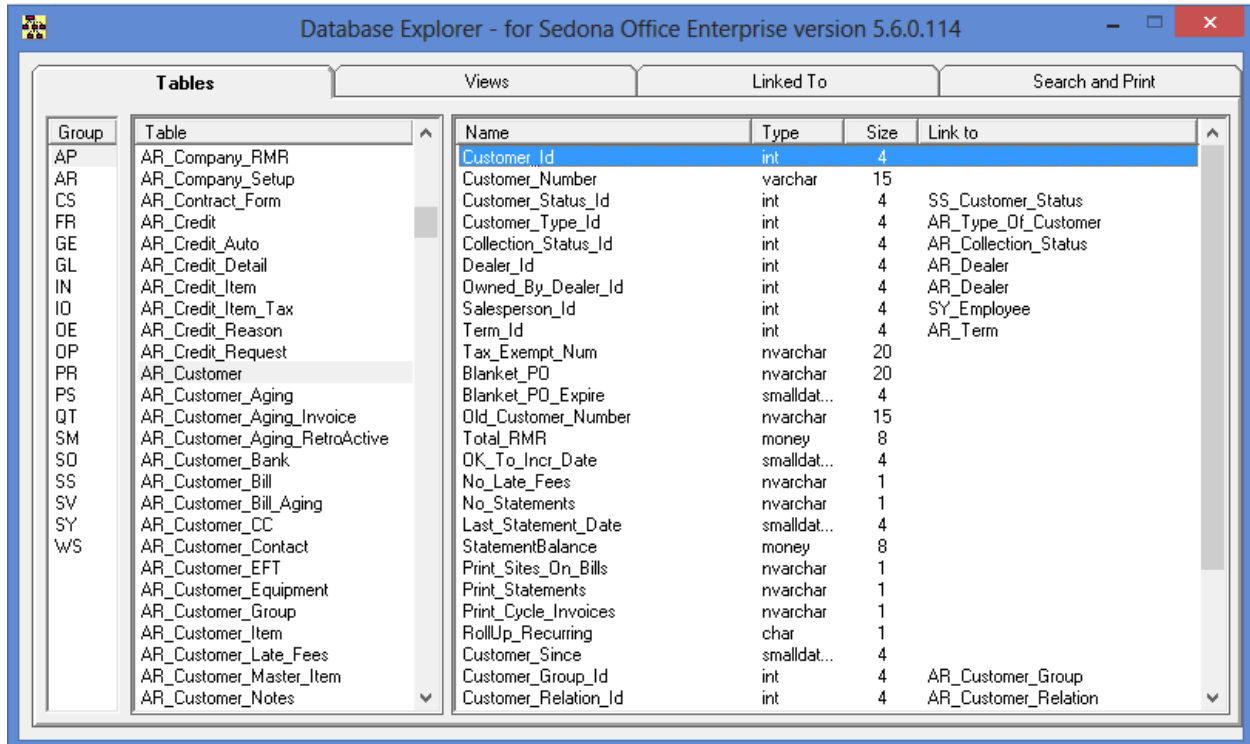 Database Explorer - for Sedona Office Enterprise version 5.6.0.114
Tables Views Linked To Search and Print
Group Table Name Type Size Link to
AP AR_Company_RMR Customer_Id int 4
AR AR_Company_Setup Customer_Number varchar 15
CS AR_Contract_Form Customer_Status_Id int 4 SS_Customer_Status
FR AR_Credit Customer_Type_Id int 4 AR_Type_Of_Customer
GE AR_Credit_Auto Collection_Status_Id int 4 AR_Collection_Status
GL AR_Credit_Detail Dealer_Id int 4 AR_Dealer
IN AR_Credit_Item Owned_By_Dealer_Id int 4 AR_Dealer
IO AR_Credit_Item_Tax Salesperson_Id int 4 SY_Employee
OE AR_Credit_Reason Term_Id int 4 AR_Term
OP AR_Credit_Request Tax_Exempt_Num nvarchar 20
PR AR_Customer Blanket_PO nvarchar 20
PS AR_Customer_Aging Blanket_PO_Expire smalldat... 4
QT AR_Customer_Aging_Invoice Old_Customer_Number nvarchar 15
SM AR_Customer_Aging_RetroActive Total_RMR money 8
SO AR_Customer_Bank OK_To_Incr_Date smalldat... 4
SS AR_Customer_Bill No_Late_Fees nvarchar 1
SV AR_Customer_Bill_Aging No_Statements nvarchar 1
SY AR_Customer_CC Last_Statement_Date smalldat... 4
WS AR_Customer_Contact StatementBalance money 8
AR_Customer_EFT Print_Sites_On_Bills nvarchar 1
AR_Customer_Equipment Print_Statements nvarchar 1
AR_Customer_Group Print_Cycle_Invoices nvarchar 1
AR_Customer_Item RollUp_Recurring char 1
AR_Customer_Late_Fees Customer_Since smalldat... 4
AR_Customer_Master_Item Customer_Group_Id int 4 AR_Customer_Group
AR_Customer_Notes Customer_Relation_Id int 4 AR_Customer_Relation